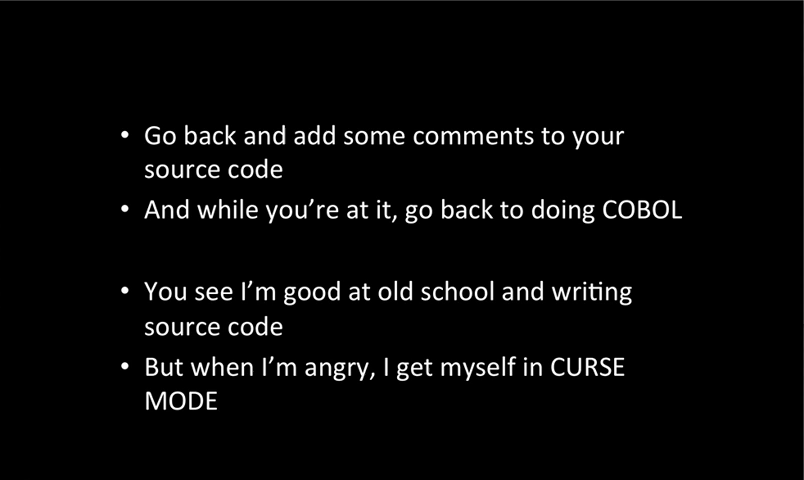 • Go back and add some comments to your
source code
• And while you’re at it, go back to doing COBOL
• You see I’m good at old school and writing
source code
• But when I’m angry, I get myself in CURSE
MODE